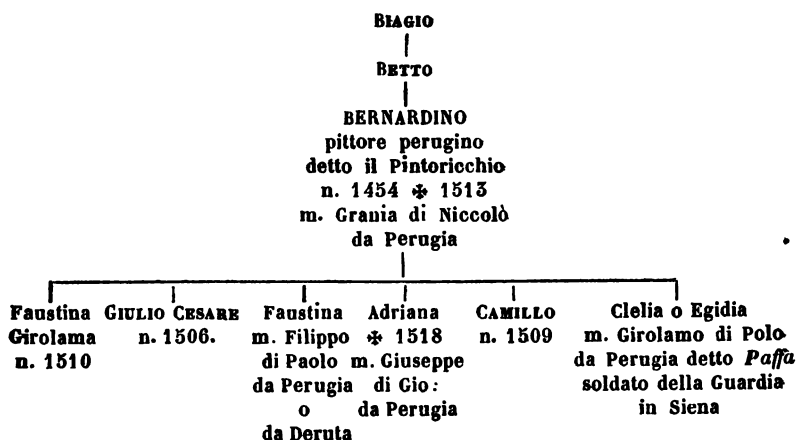 BIAGIO
BETTO
BERNARDINO
pittore perugino
detto il Pintoricchio
n. 1454 ✠ 1513
m. Grania di Niccolò
da Perugia
Faustina
Girolama
n. 1510
GIULIO CESARE
n. 1506.
Faustina
m. Filippo
di Paolo
da Perugia
o
da Deruta
Adriana
✠ 1518
m. Giuseppe
di Gio:
da Perugia
CAMILLO
n. 1509
Clelia o Egidia
m. Girolamo di Polo
da Perugia detto Paffa
soldato della Guardia
in Siena